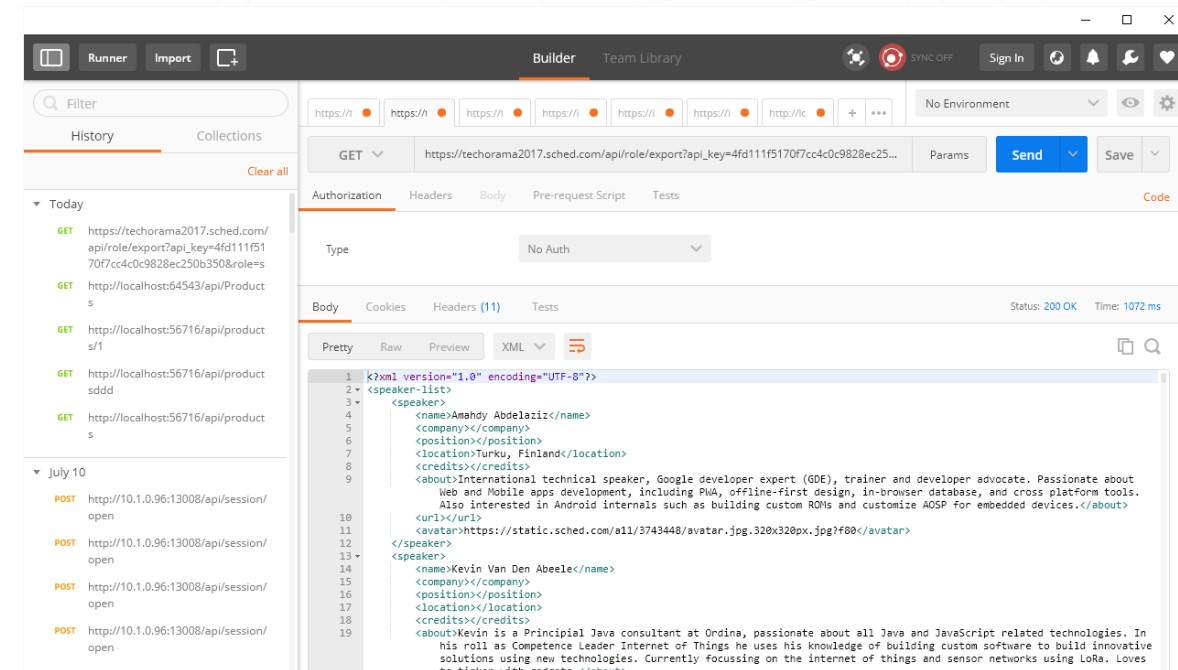 Runner Import Builder Team Library SYNC OFF Sign In
Filter
History Collections
Clear all
Today
GET https://techorama2017.sched.com/
api/role/export?api_key=4fd111f51
70f7cc4c0c9828ec250b350&role=s
GET http://localhost:64543/api/Product
s
GET http://localhost:56716/api/product
s/1
GET http://localhost:56716/api/product
sddd
GET http://localhost:56716/api/product
s
July 10
POST http://10.1.0.96:13008/api/session/
open
POST http://10.1.0.96:13008/api/session/
open
POST http://10.1.0.96:13008/api/session/
open
POST http://10.1.0.96:13008/api/session/
open
https://t https:// https:// https://i https://i https://i http://lc + ••• No Environment
GET https://techorama2017.sched.com/api/role/export?api_key=4fd111f5170f7cc4c0c9828ec25... Params Send Save
Authorization Headers Body Pre-request Script Tests Code
Type No Auth
Body Cookies Headers (11) Tests Status: 200 OK Time: 1072 ms
Pretty Raw Preview XML
1 <?xml version="1.0" encoding="UTF-8"?>
2 <speaker-list>
3 <speaker>
4 <name>Amahdy Abdelaziz</name>
5 <company></company>
6 <position></position>
7 <location>Turku, Finland</location>
8 <credits></credits>
9 <about>International technical speaker, Google developer expert (GDE), trainer and developer advocate. Passionate about
Web and Mobile apps development, including PWA, offline-first design, in-browser database, and cross platform tools.
Also interested in Android internals such as building custom ROMs and customize AOSP for embedded devices.</about>
10 <url></url>
11 <avatar>https://static.sched.com/a11/3743448/avatar.jpg.320x320px.jpg?f80</avatar>
12 </speaker>
13 <speaker>
14 <name>Kevin Van Den Abeele</name>
15 <company></company>
16 <position></position>
17 <location></location>
18 <credits></credits>
19 <about>Kevin is a Principial Java consultant at Ordina, passionate about all Java and JavaScript related technologies. In
his roll as Competence Leader Internet of Things he uses his knowledge of building custom software to build innovative
solutions using new technologies. Currently focussing on the internet of things and sensor networks using LoRa. Loves